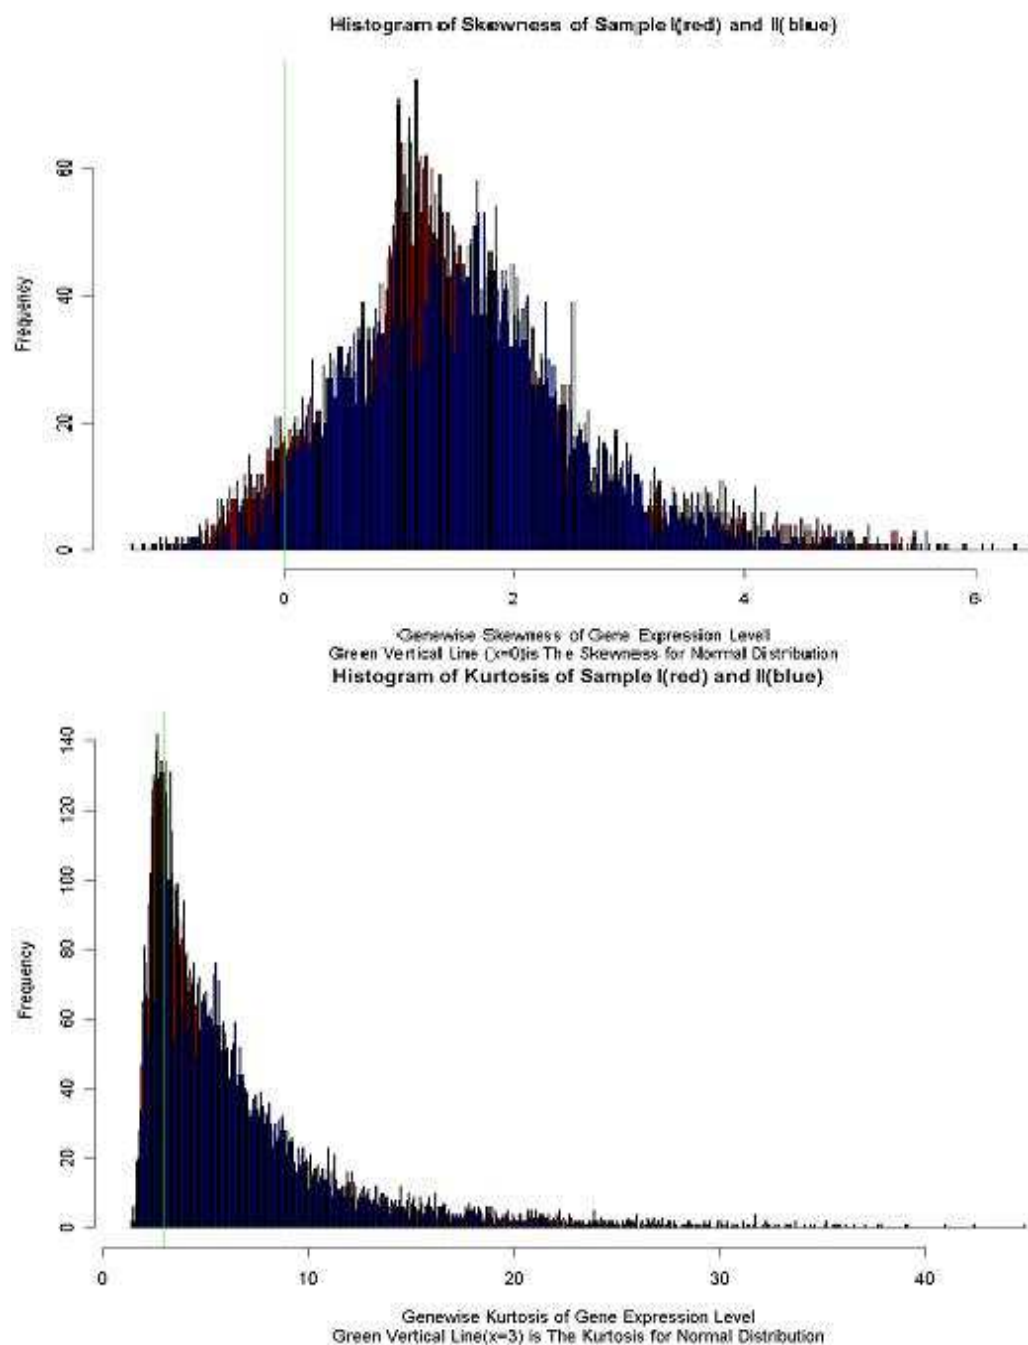 Histogram of Skewness of Sample I(red) and II(blue)
Frequency
0
20
40
60
0
2
4
6
Genewise Skewness of Gene Expression Level
Green Vertical Line (x=0)is The Skewness for Normal Distribution
Histogram of Kurtosis of Sample I(red) and II(blue)
Frequency
0
20
40
60
80
100
120
140
0
10
20
30
40
Genewise Kurtosis of Gene Expression Level
Green Vertical Line(x=3) is The Kurtosis for Normal Distribution